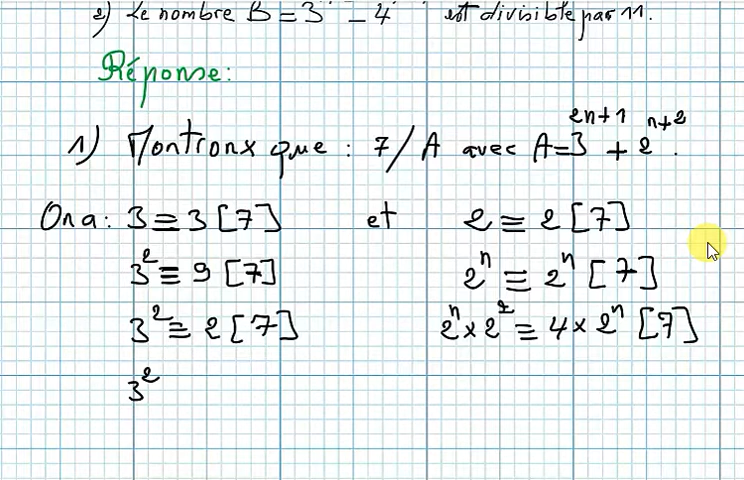 2) Le nombre B = 3 - 4 est divisible par 11.
Réponse:
1) Montronx que : 7/A avec A=3^{2n+1} + 2^{n+2}.
On a: 3 ≡ 3 [7] et 2 ≡ 2 [7]
3^2 ≡ 9 [7] 2^n ≡ 2^n [7]
3^2 ≡ 2 [7] 2^n × 2^2 ≡ 4 × 2^n [7]
3^2